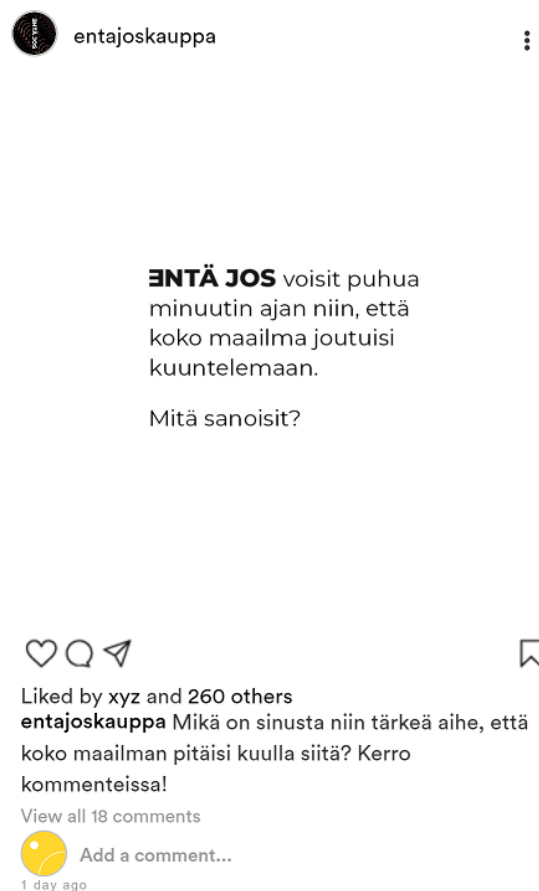 entajoskauppa
ENTÄ JOS voisit puhua
minuutin ajan niin, että
koko maailma joutuisi
kuuntelemaan.
Mitä sanoisit?
Liked by xyz and 260 others
entajoskauppa Mikä on sinusta niin tärkeä aihe, että
koko maailman pitäisi kuulla siitä? Kerro
kommenteissa!
View all 18 comments
Add a comment...
1 day ago